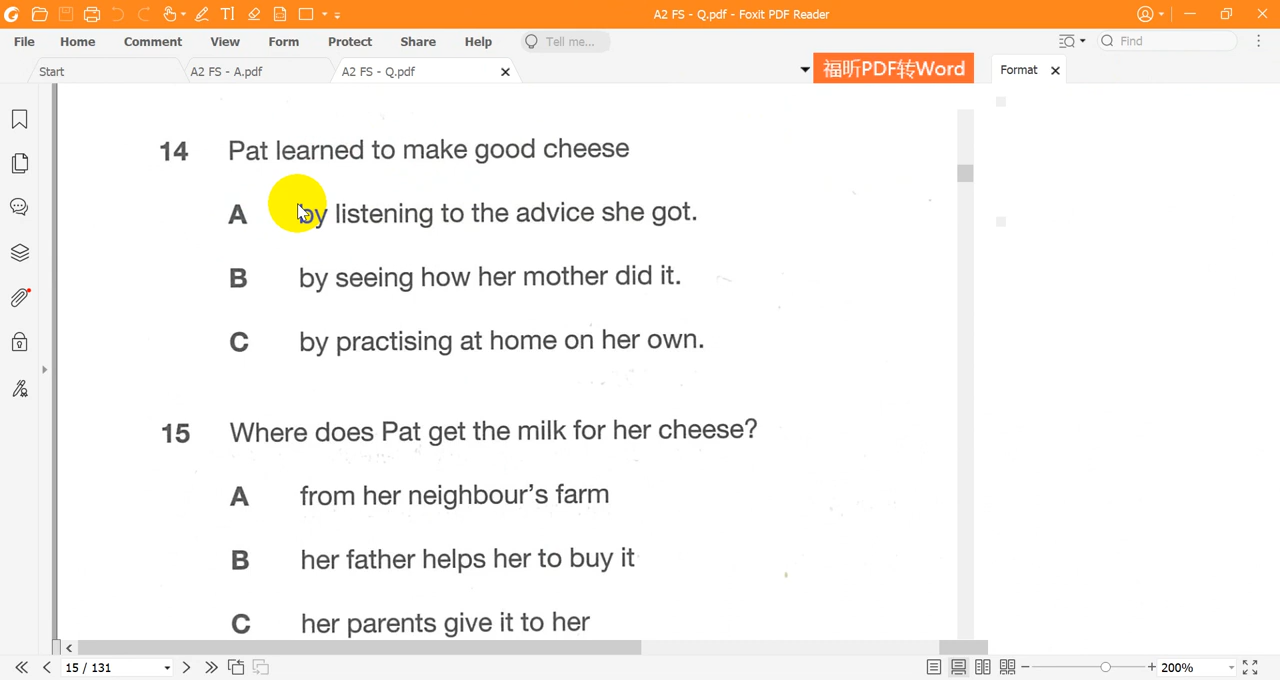 A2 FS - Q.pdf - Foxit PDF Reader
File Home Comment View Form Protect Share Help Tell me... Find
Start A2 FS - A.pdf A2 FS - Q.pdf 福昕PDF转Word Format
14 Pat learned to make good cheese
A by listening to the advice she got.
B by seeing how her mother did it.
C by practising at home on her own.
15 Where does Pat get the milk for her cheese?
A from her neighbour's farm
B her father helps her to buy it
C her parents give it to her
15 / 131 200%